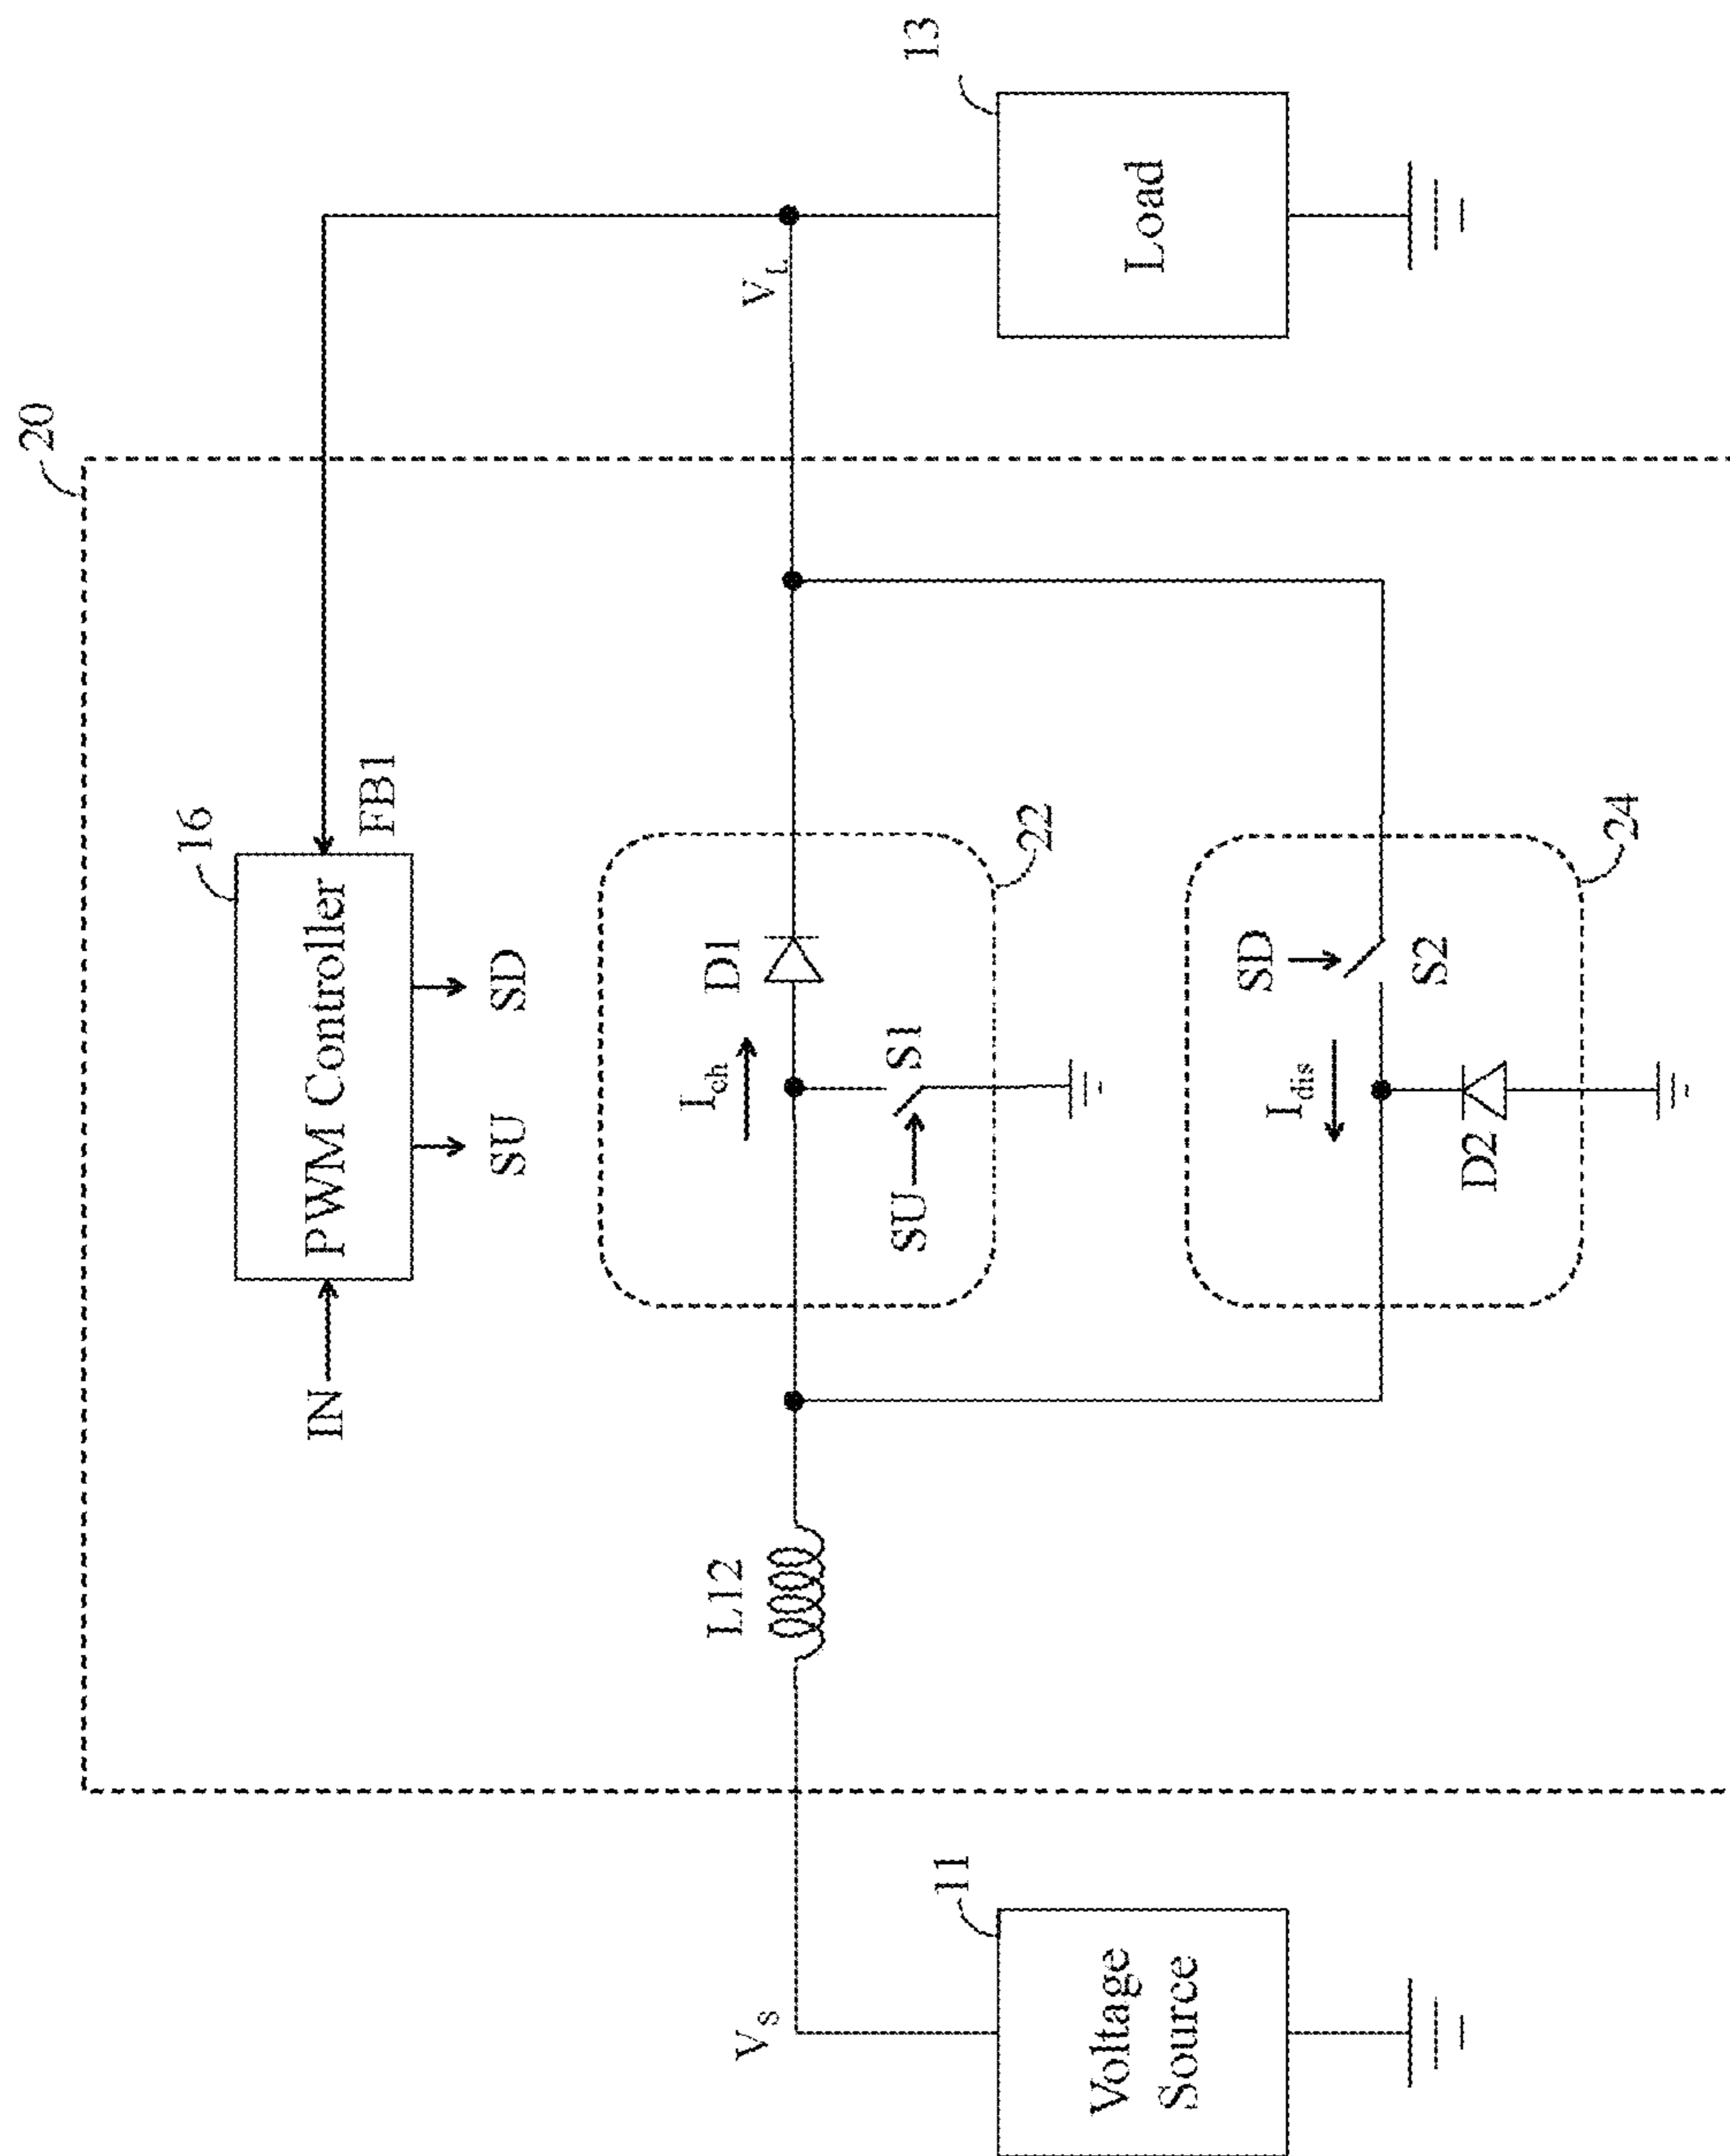 20
16
PWM Controller
IN
FB1
SU
SD
V_S
L12
I_ch
D1
V_L
SU
S1
22
11
Voltage
Source
I_dis
SD
S2
D2
24
13
Load